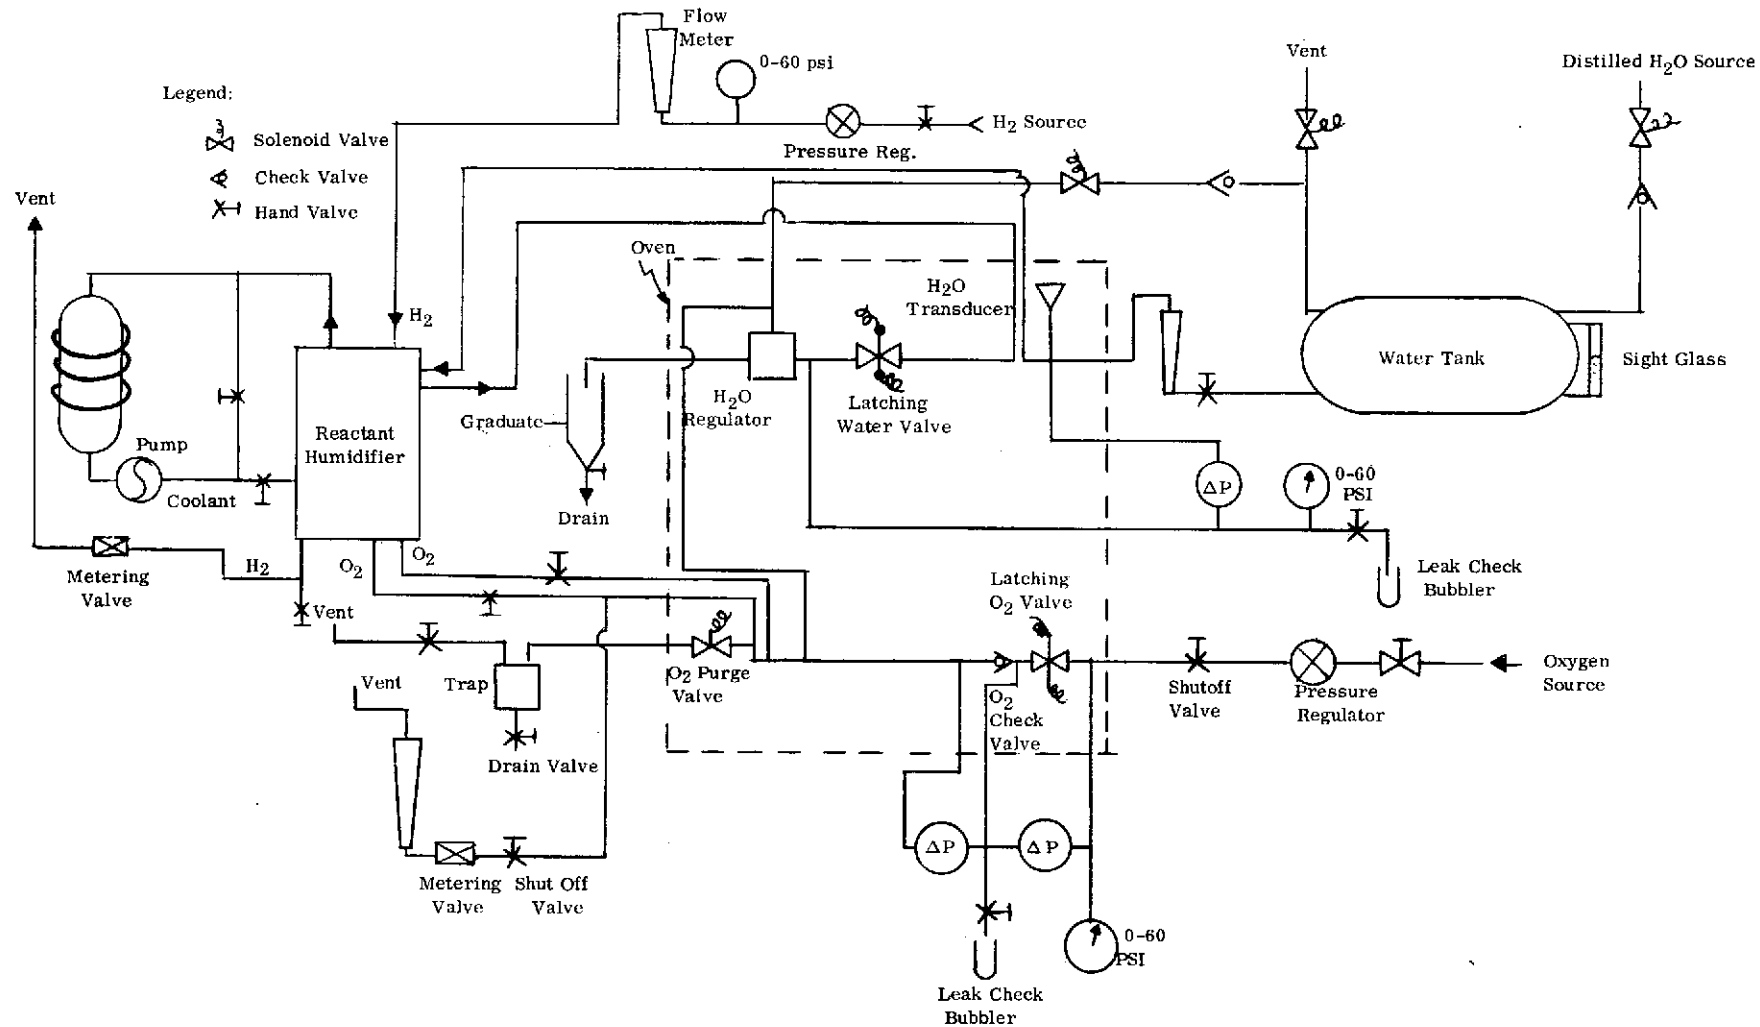 Flow
Meter
0-60 psi
Vent
Distilled H2O Source
Legend:
Solenoid Valve
Check Valve
Hand Valve
H2 Source
Pressure Reg.
Vent
Oven
H2O
Transducer
H2
Water Tank
Sight Glass
H2O
Regulator
Latching
Water Valve
Graduate
Reactant
Humidifier
Pump
Coolant
ΔP
0-60
PSI
Drain
O2
O2
H2
Metering
Valve
Leak Check
Bubbler
Latching
O2 Valve
Vent
Trap
Vent
O2 Purge
Valve
O2
Check
Valve
Shutoff
Valve
Pressure
Regulator
Oxygen
Source
Drain Valve
ΔP
ΔP
Metering
Valve
Shut Off
Valve
0-60
PSI
Leak Check
Bubbler